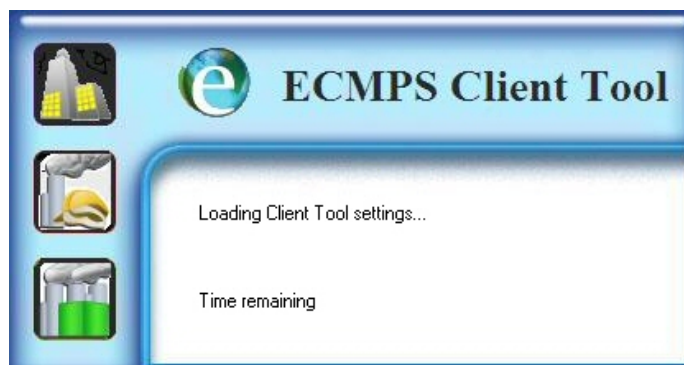 e ECMPS Client Tool
Loading Client Tool settings...
Time remaining